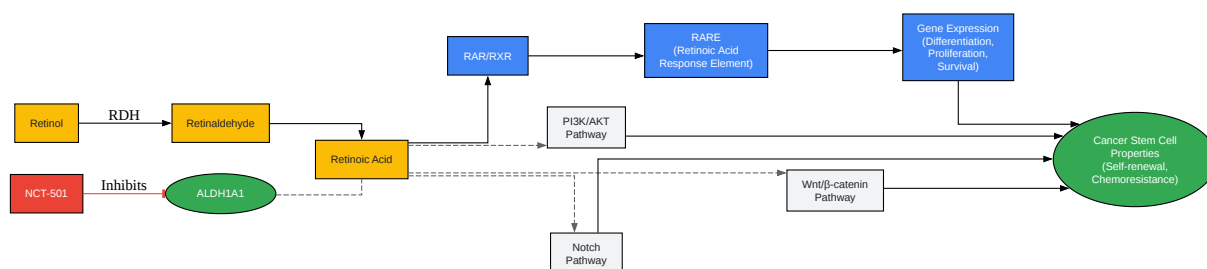 Gene Expression
(Differentiation,
Proliferation,
Survival)
RARE
(Retinoic Acid
Response Element)
RAR/RXR
Retinol
RDH
Retinaldehyde
PI3K/AKT
Pathway
Retinoic Acid
Cancer Stem Cell
Properties
(Self-renewal,
Chemoresistance)
NCT-501
Inhibits
ALDH1A1
Wnt/β-catenin
Pathway
Notch
Pathway